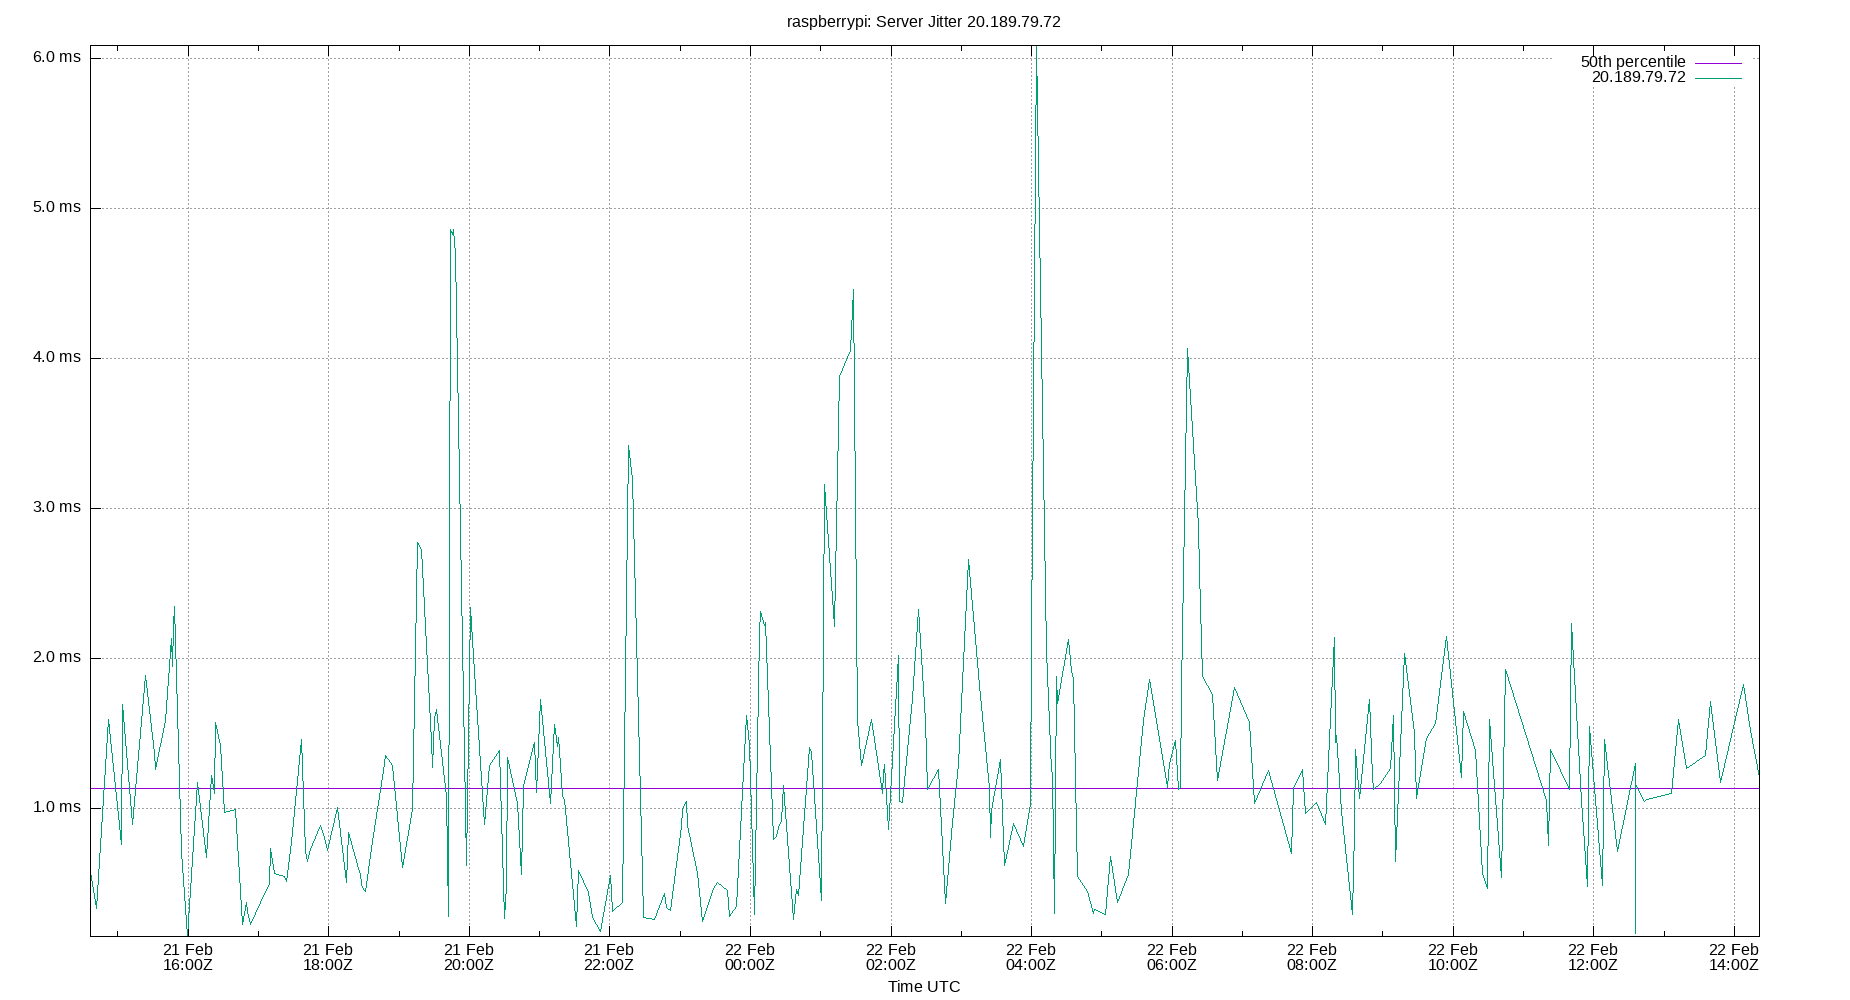 raspberrypi: Server Jitter 20.189.79.72
6.0 ms
5.0 ms
4.0 ms
3.0 ms
2.0 ms
1.0 ms
50th percentile
20.189.79.72
21 Feb 21 Feb 21 Feb 21 Feb 22 Feb 22 Feb 22 Feb 22 Feb 22 Feb 22 Feb 22 Feb 22 Feb
16:00Z 18:00Z 20:00Z 22:00Z 00:00Z 02:00Z 04:00Z 06:00Z 08:00Z 10:00Z 12:00Z 14:00Z
Time UTC